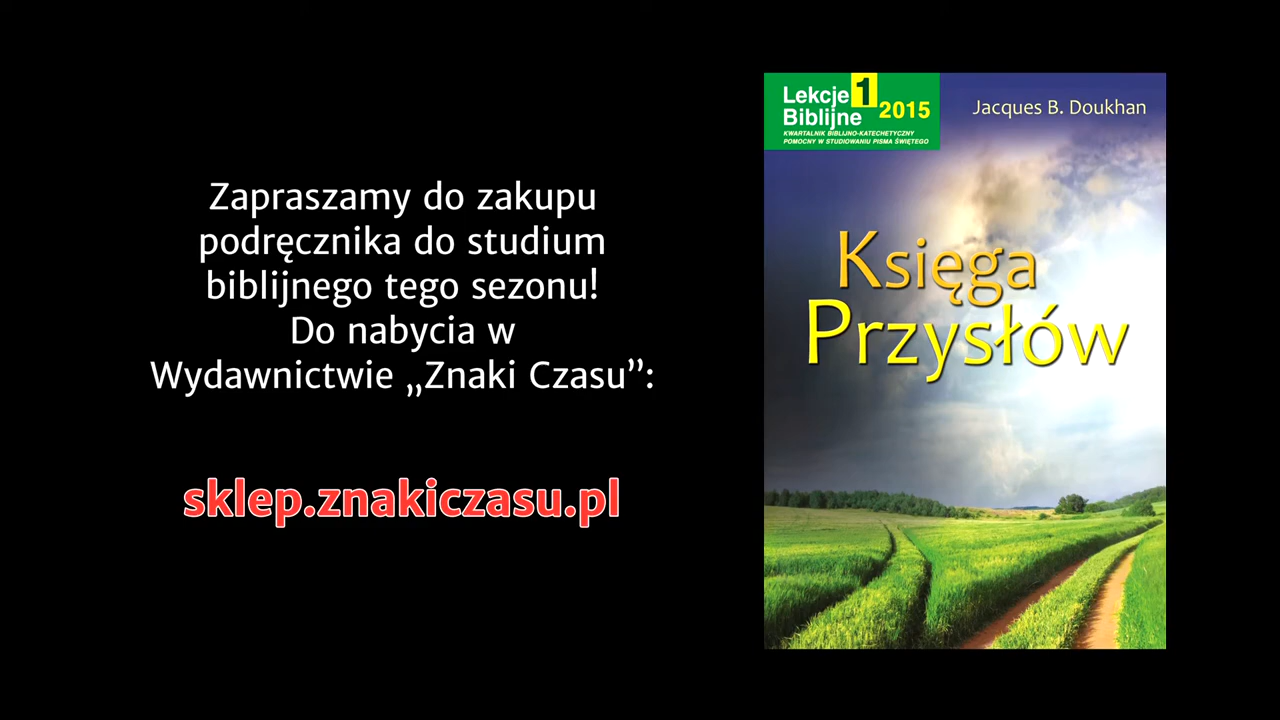 Zapraszamy do zakupu
podręcznika do studium
biblijnego tego sezonu!
Do nabycia w
Wydawnictwie „Znaki Czasu”:
sklep.znakiczasu.pl
Lekcje 1
Biblijne 2015
KWARTALNIK BIBLIJNO-KATECHETYCZNY
POMOCNY W STUDIOWANIU PISMA ŚWIĘTEGO
Jacques B. Doukhan
Księga
Przysłów